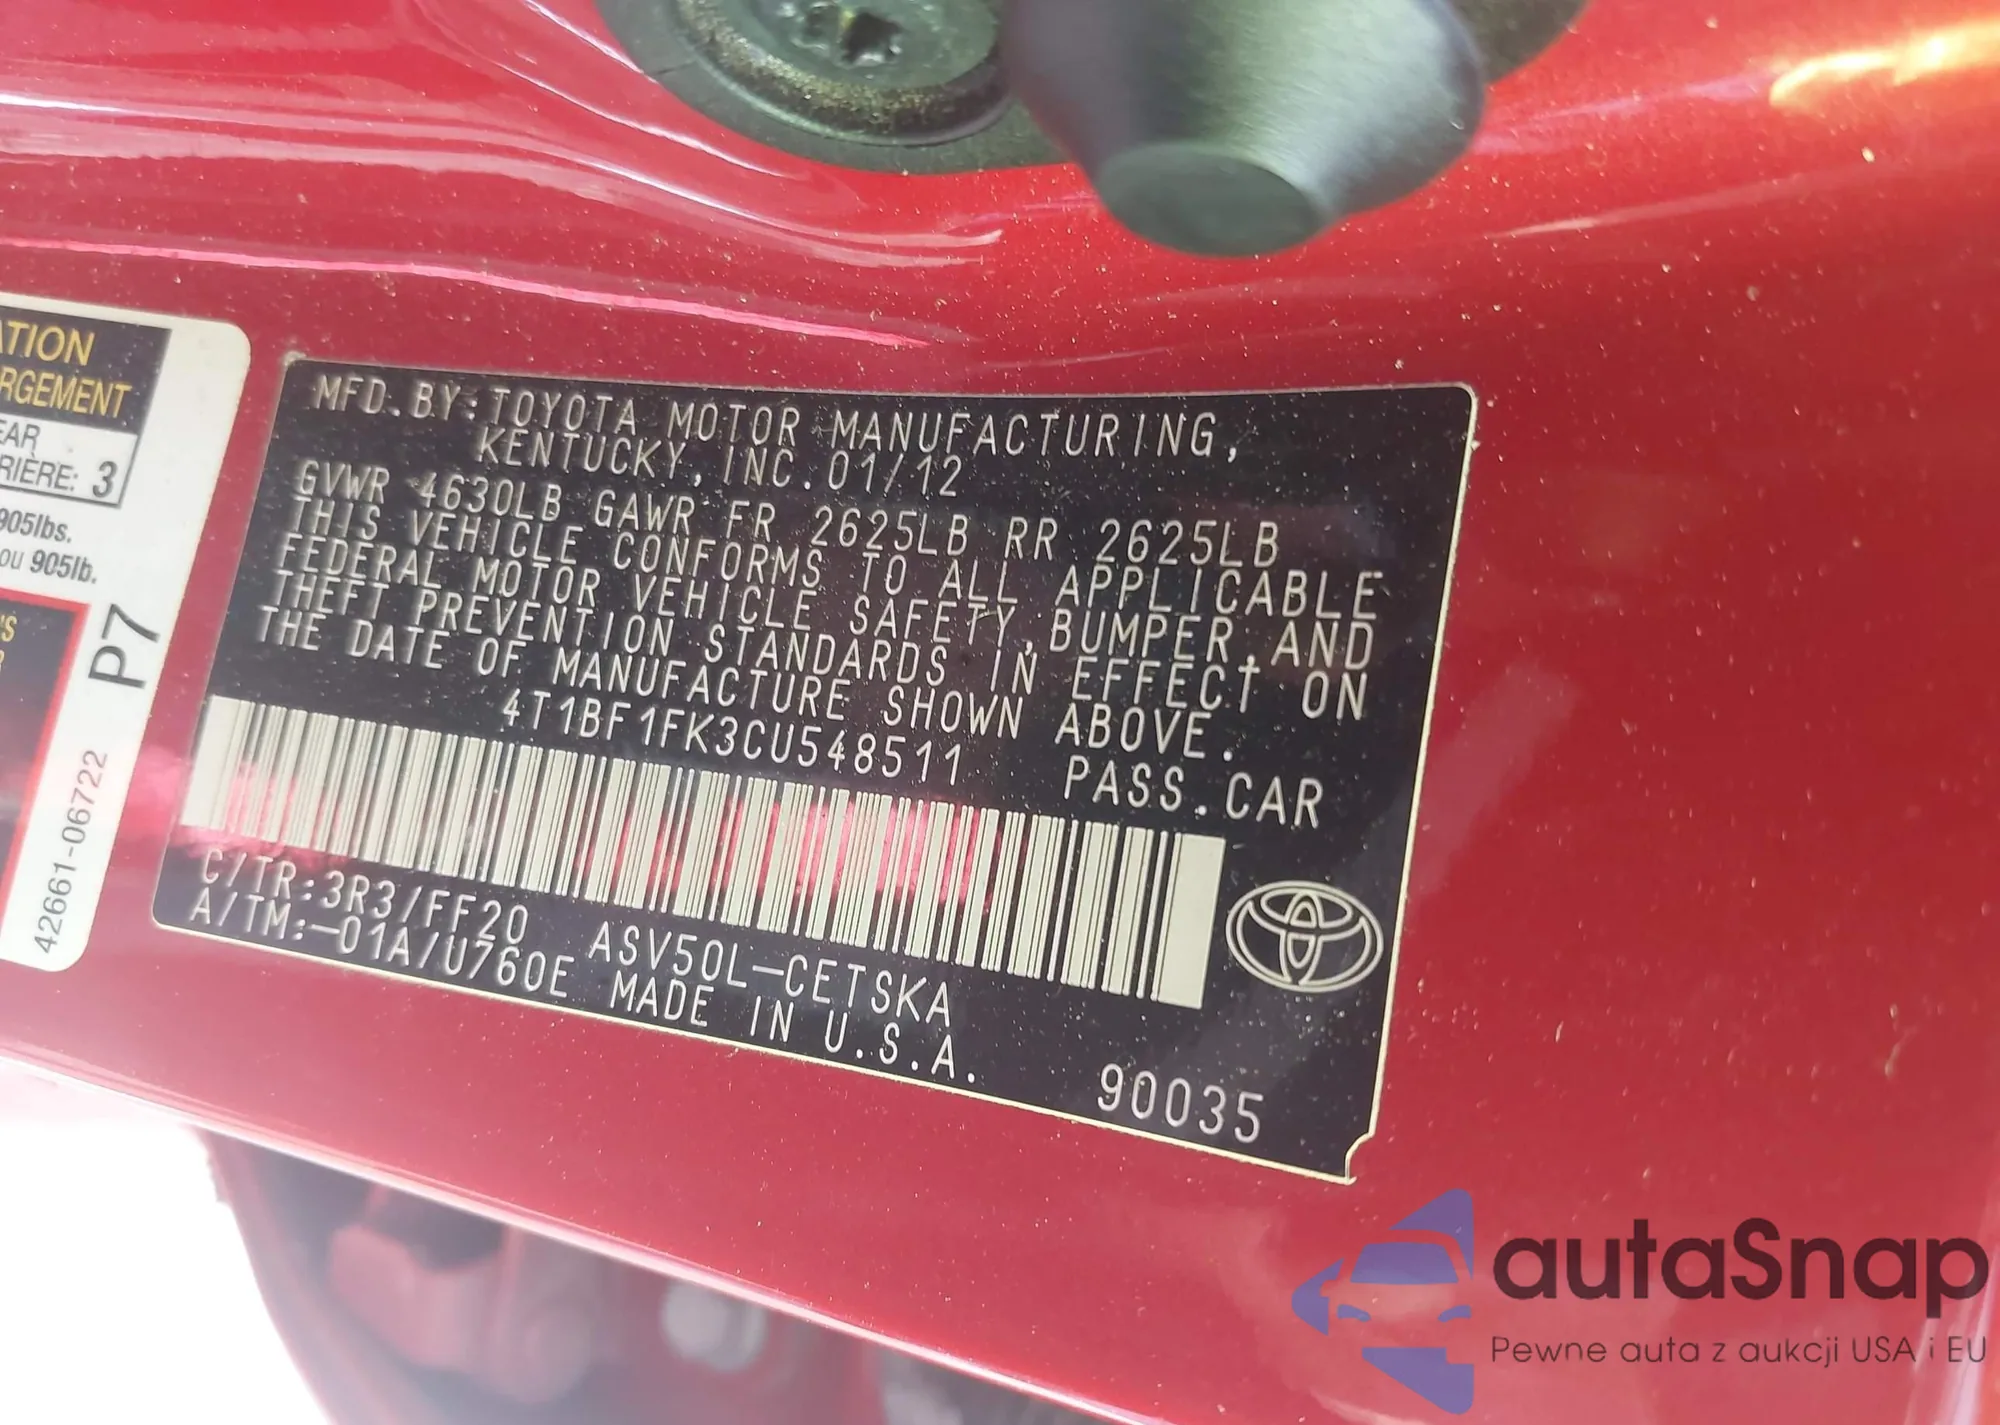 ATION
RGEMENT
EAR
RIÈRE: 3
905lbs.
ou 905lb.
'S
P7
42661-06722
MFD. BY: TOYOTA MOTOR MANUFACTURING,
KENTUCKY, INC. 01/12
GVWR 4630LB GAWR FR 2625LB RR 2625LB
THIS VEHICLE CONFORMS TO ALL APPLICABLE
FEDERAL MOTOR VEHICLE SAFETY, BUMPER, AND
THEFT PREVENTION STANDARDS IN EFFECT ON
THE DATE OF MANUFACTURE SHOWN ABOVE.
4T1BF1FK3CU548511 PASS. CAR
C/TR: 3R3/FF20 ASV50L-CETSKA
A/TM: -01A/U760E MADE IN U.S.A.
90035
autaSnap
Pewne auta z aukcji USA i EU